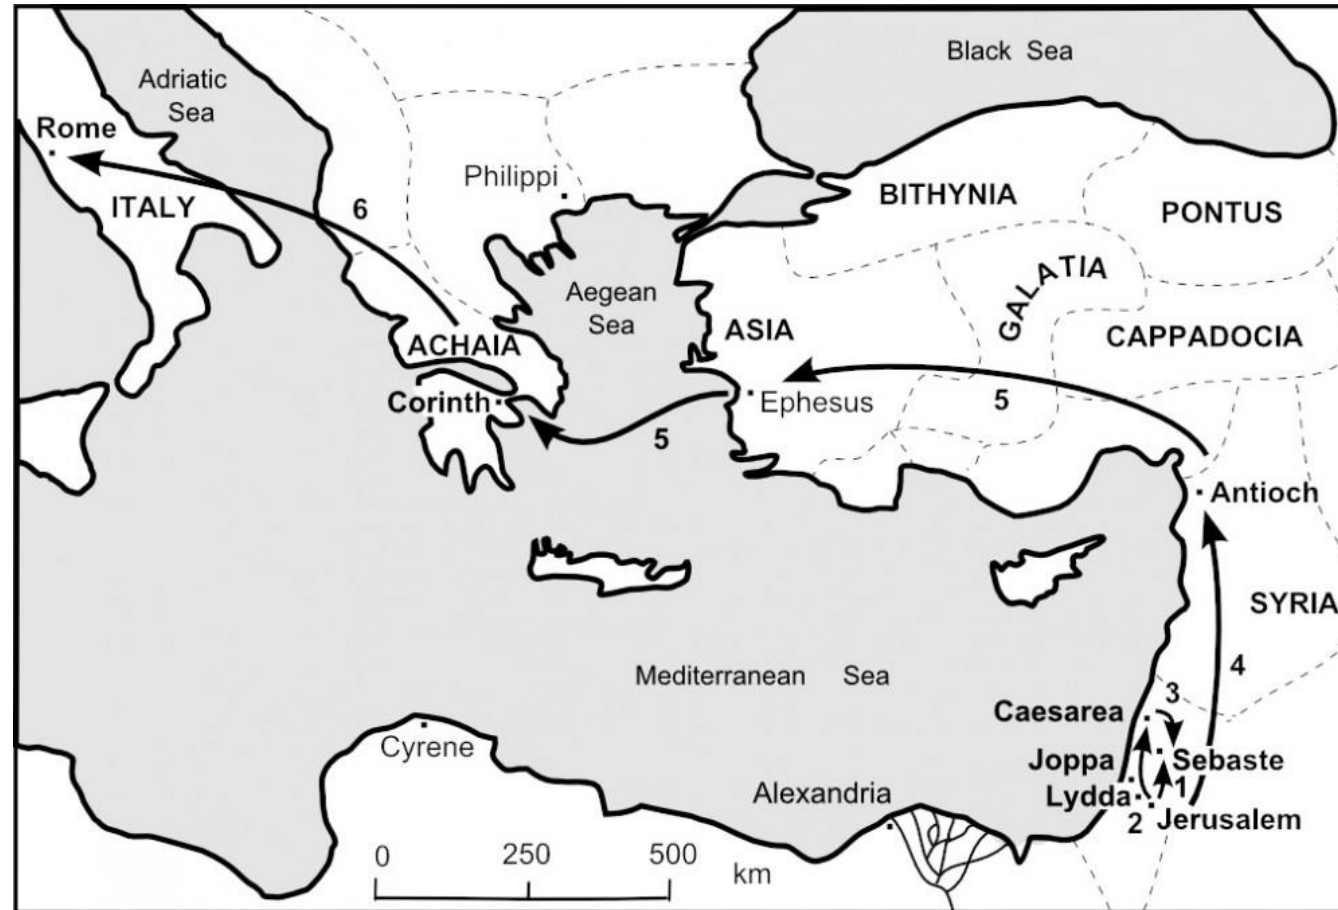 Black Sea
Adriatic
Sea
Rome
Philippi
BITHYNIA
ITALY
6
PONTUS
GALATIA
Aegean
Sea
ASIA
CAPPADOCIA
ACHAIA
Corinth
Ephesus
5
5
Antioch
SYRIA
Mediterranean Sea
4
3
Caesarea
Cyrene
Joppa
Sebaste
Alexandria
Lydda
1
2
Jerusalem
0 250 500
km